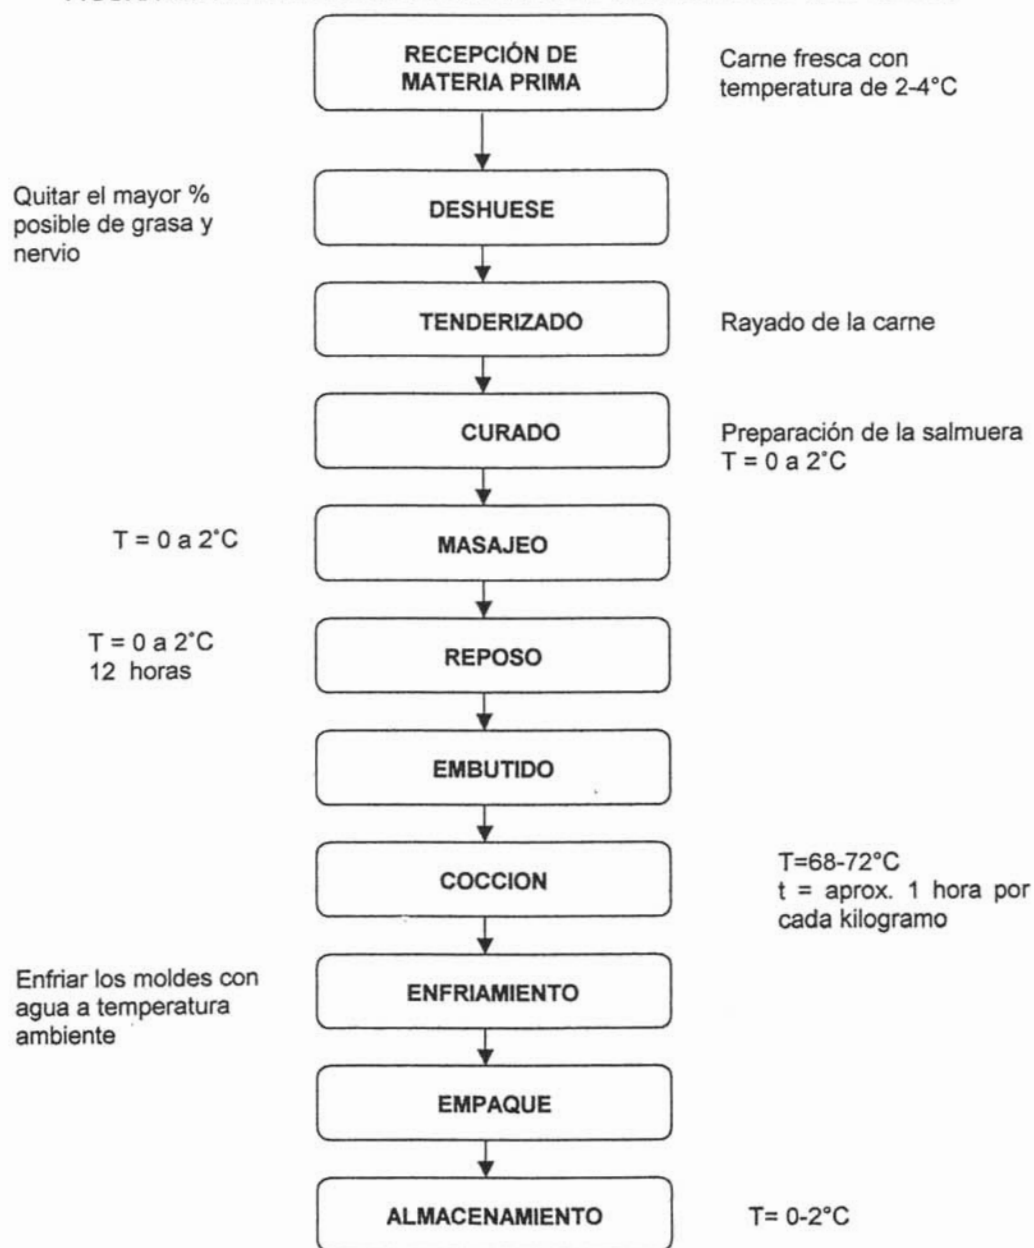 RECEPCIÓN DE
MATERIA PRIMA
Carne fresca con
temperatura de 2-4°C
Quitar el mayor %
posible de grasa y
nervio
DESHUESE
TENDERIZADO
Rayado de la carne
CURADO
Preparación de la salmuera
T = 0 a 2°C
T = 0 a 2°C
MASAJEO
T = 0 a 2°C
12 horas
REPOSO
EMBUTIDO
COCCION
T=68-72°C
t = aprox. 1 hora por
cada kilogramo
Enfriar los moldes con
agua a temperatura
ambiente
ENFRIAMIENTO
EMPAQUE
ALMACENAMIENTO
T= 0-2°C